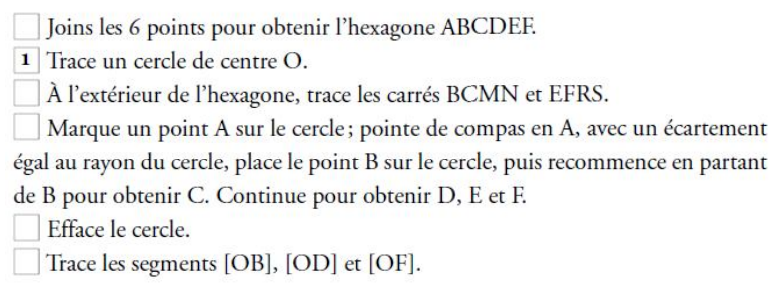 Joins les 6 points pour obtenir l’hexagone ABCDEF.
1 Trace un cercle de centre O.
À l’extérieur de l’hexagone, trace les carrés BCMN et EFRS.
Marque un point A sur le cercle ; pointe de compas en A, avec un écartement
égal au rayon du cercle, place le point B sur le cercle, puis recommence en partant
de B pour obtenir C. Continue pour obtenir D, E et F.
Efface le cercle.
Trace les segments [OB], [OD] et [OF].